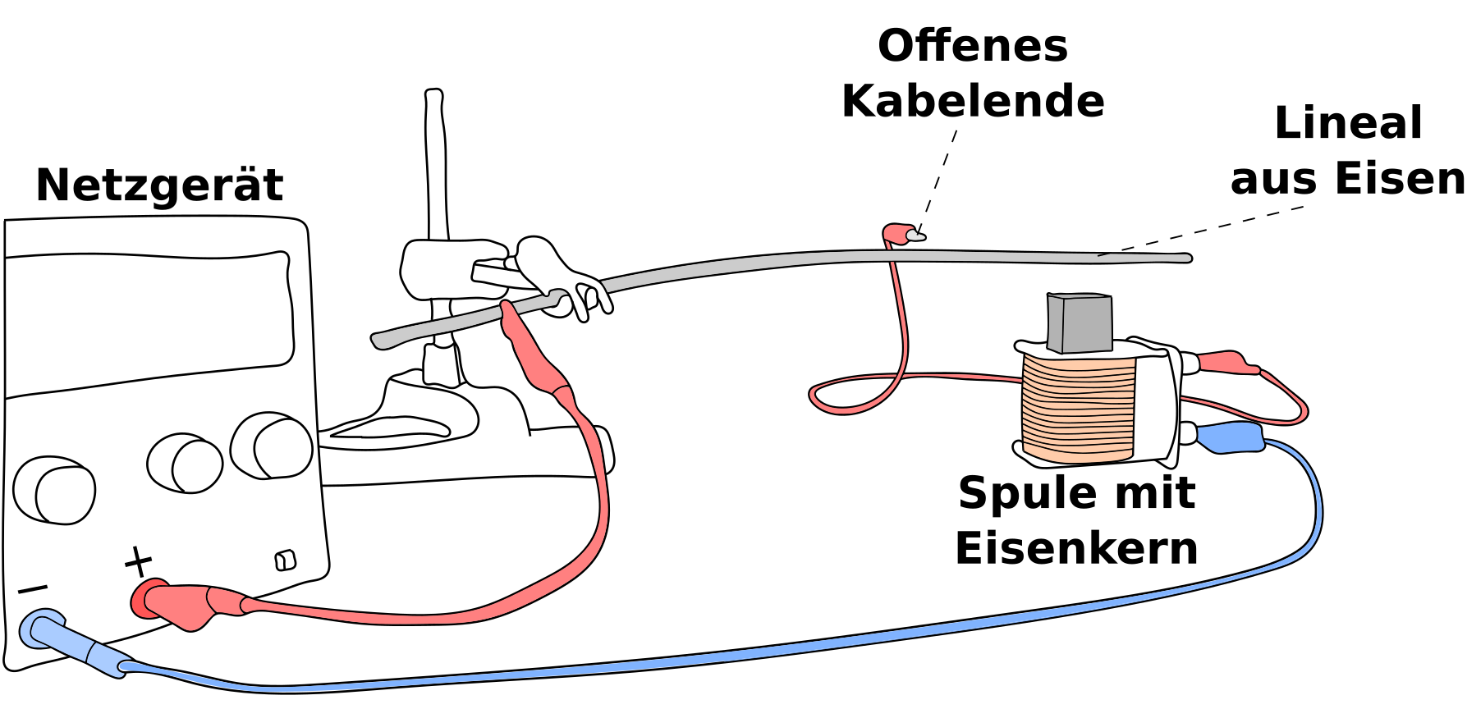 Offenes
Kabelende
Lineal
aus Eisen
Netzgerät
Spule mit
Eisenkern
+
−